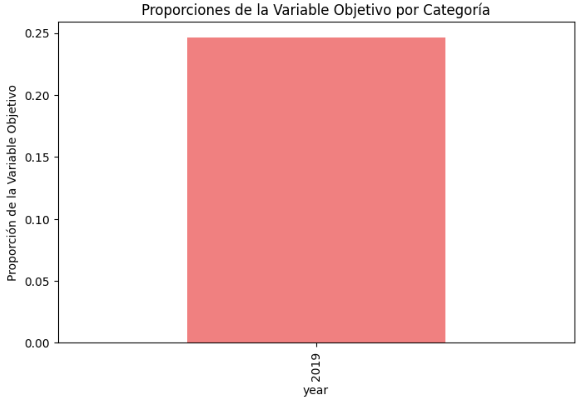 Proporciones de la Variable Objetivo por Categoría
Proporción de la Variable Objetivo
0.25
0.20
0.15
0.10
0.05
0.00
2019
year